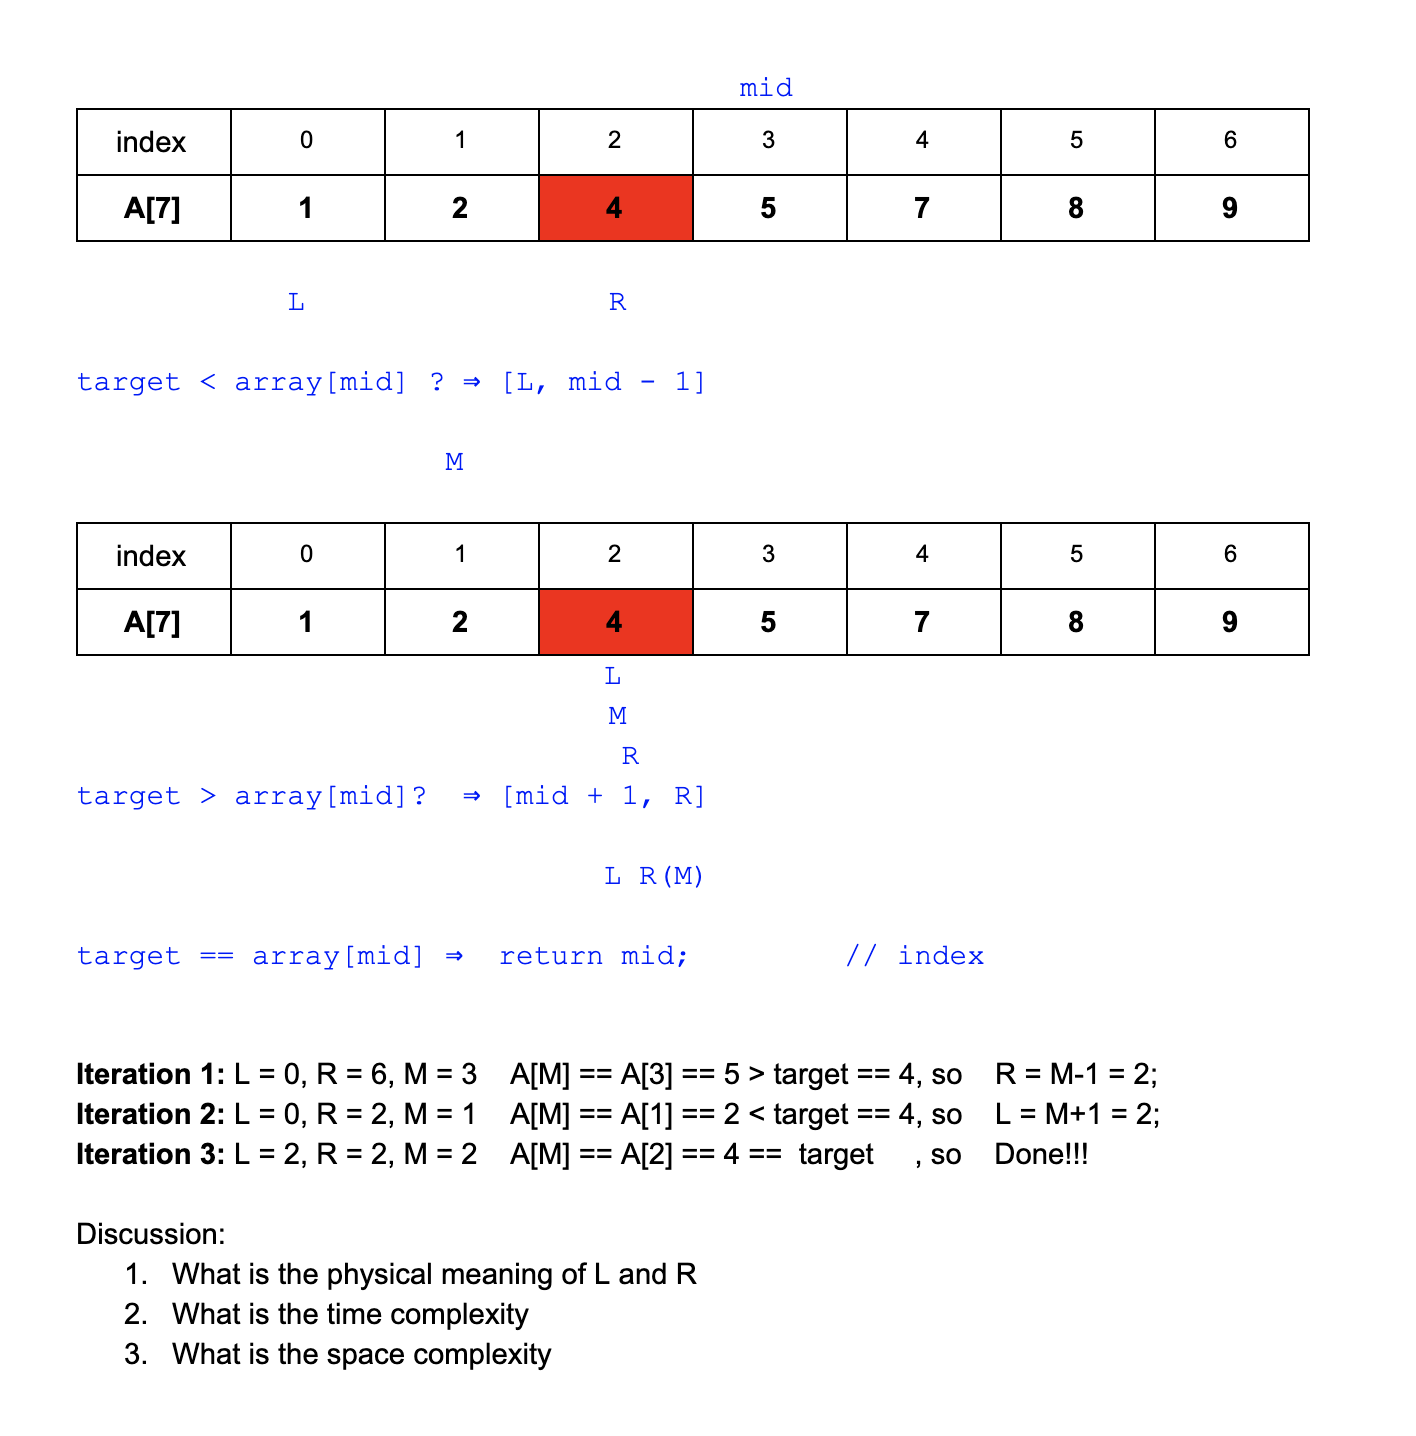 mid
index 0 1 2 3 4 5 6
A[7] 1 2 4 5 7 8 9
L R
target < array[mid] ? ⇒ [L, mid - 1]
M
index 0 1 2 3 4 5 6
A[7] 1 2 4 5 7 8 9
L
M
R
target > array[mid]? ⇒ [mid + 1, R]
L R(M)
target == array[mid] ⇒ return mid; // index
Iteration 1: L = 0, R = 6, M = 3 A[M] == A[3] == 5 > target == 4, so R = M-1 = 2;
Iteration 2: L = 0, R = 2, M = 1 A[M] == A[1] == 2 < target == 4, so L = M+1 = 2;
Iteration 3: L = 2, R = 2, M = 2 A[M] == A[2] == 4 == target , so Done!!!
Discussion:
1. What is the physical meaning of L and R
2. What is the time complexity
3. What is the space complexity